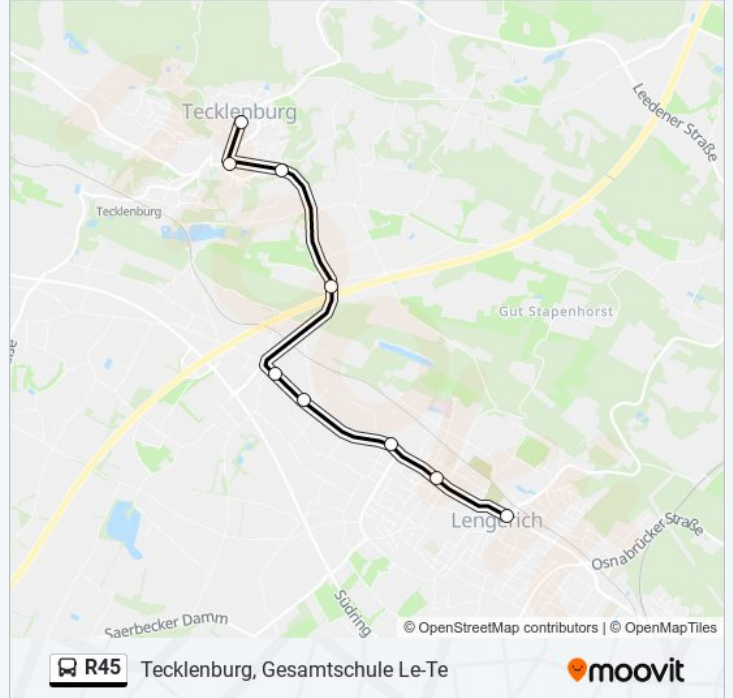 Tecklenburg
Leedener Straße
Tecklenburg
Gut Stapenhorst
Lengerich
Osnabrücker Straße
Südring
Saerbecker Damm
© OpenStreetMap contributors | © OpenMapTiles
R45 Tecklenburg, Gesamtschule Le-Te
moovit